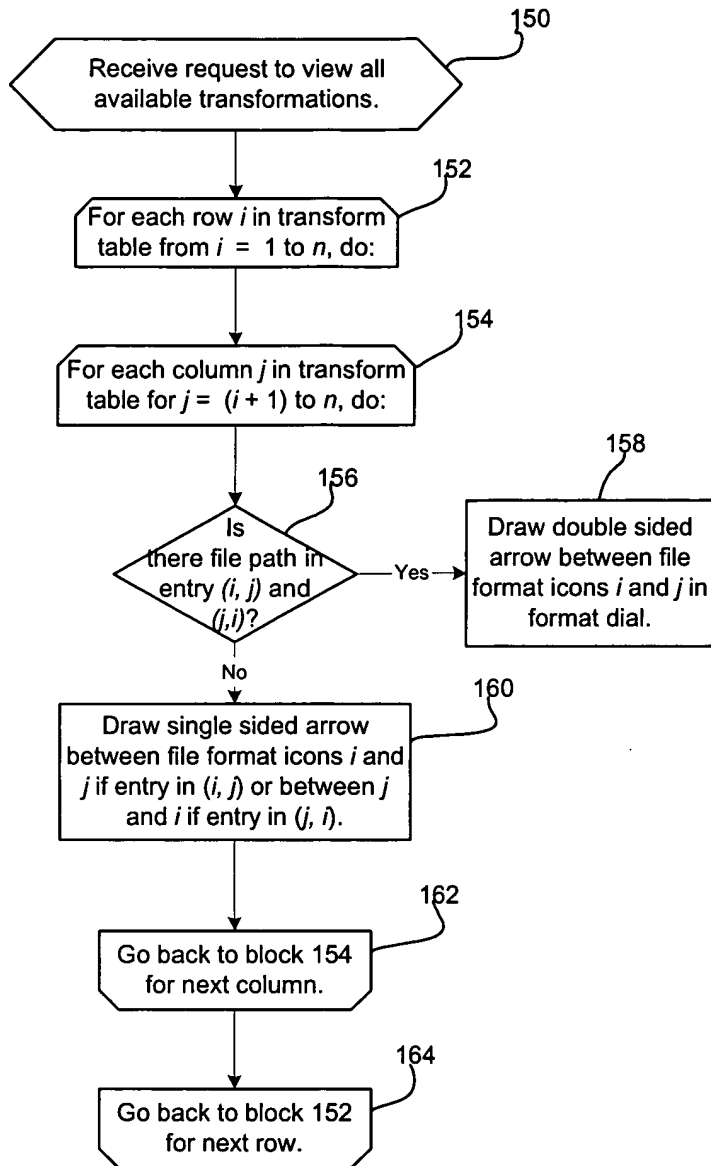 150
Receive request to view all
available transformations.
152
For each row i in transform
table from i = 1 to n, do:
154
For each column j in transform
table for j = (i + 1) to n, do:
156
Is
there file path in
entry (i, j) and
(j,i)?
Yes
158
Draw double sided
arrow between file
format icons i and j in
format dial.
No
160
Draw single sided arrow
between file format icons i and
j if entry in (i, j) or between j
and i if entry in (j, i).
162
Go back to block 154
for next column.
164
Go back to block 152
for next row.